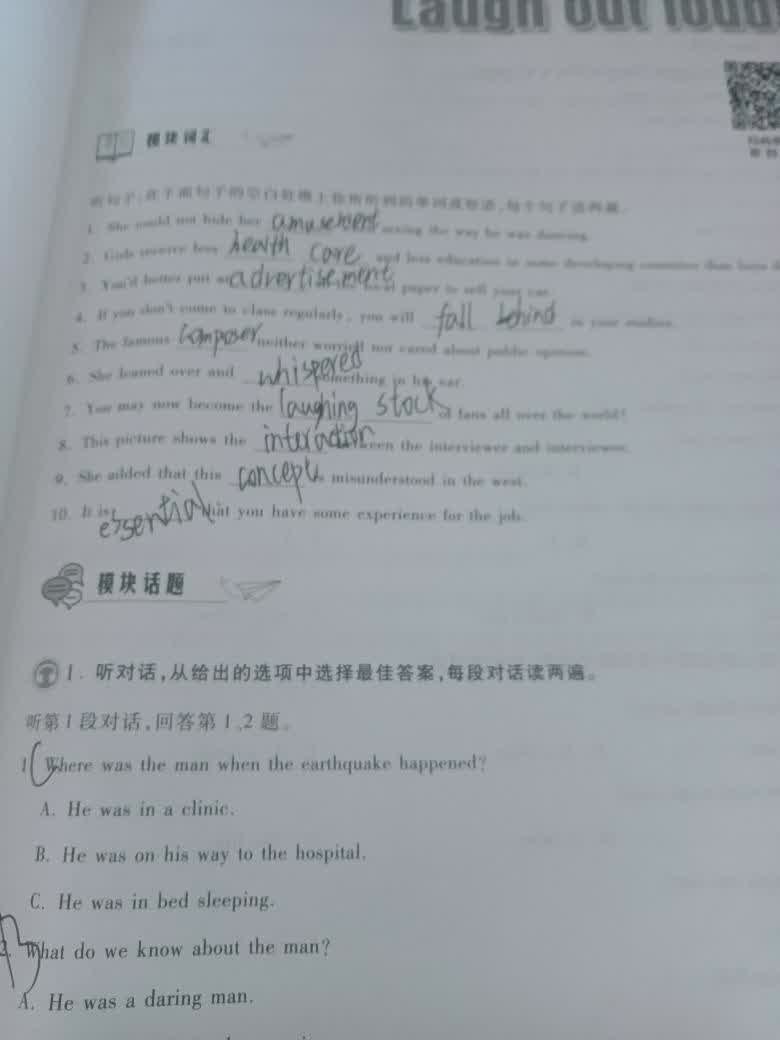 Laugh out loud
模块词汇
听句子,在下面句子的空白处填上你所听到的单词或短语,每个句子读两遍。
1. She could not hide her amusement seeing the way he was dancing.
2. Girls receive less health care and less education in some developing countries than
3. You'd better put an advertisement paper to sell your car.
4. If you don't come to class regularly, you will fall behind in your studies.
5. The famous composer neither worried nor cared about public opinion.
6. She leaned over and whispered something in his ear.
7. You may now become the laughing stock of fans all over the world!
8. This picture shows the interaction between the interviewer and interviewee.
9. She added that this concept is misunderstood in the west.
10. It is essential that you have some experience for the job.
模块话题
1. 听对话,从给出的选项中选择最佳答案,每段对话读两遍。
听第1段对话,回答第1、2题。
1. C Where was the man when the earthquake happened?
A. He was in a clinic.
B. He was on his way to the hospital.
C. He was in bed sleeping.
2. What do we know about the man?
A. He was a daring man.